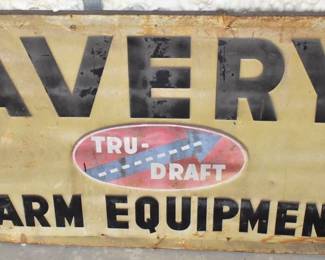 AVERY
TRU-
DRAFT
ARM EQUIPMEN